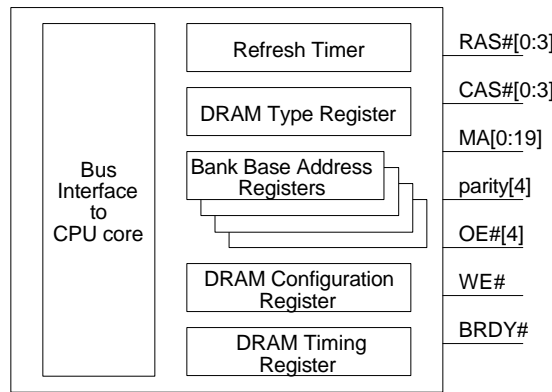 Refresh Timer
DRAM Type Register
Bank Base Address
Registers
DRAM Configuration
Register
DRAM Timing
Register
Bus
Interface
to
CPU core
RAS#[0:3]
CAS#[0:3]
MA[0:19]
parity[4]
OE#[4]
WE#
BRDY#